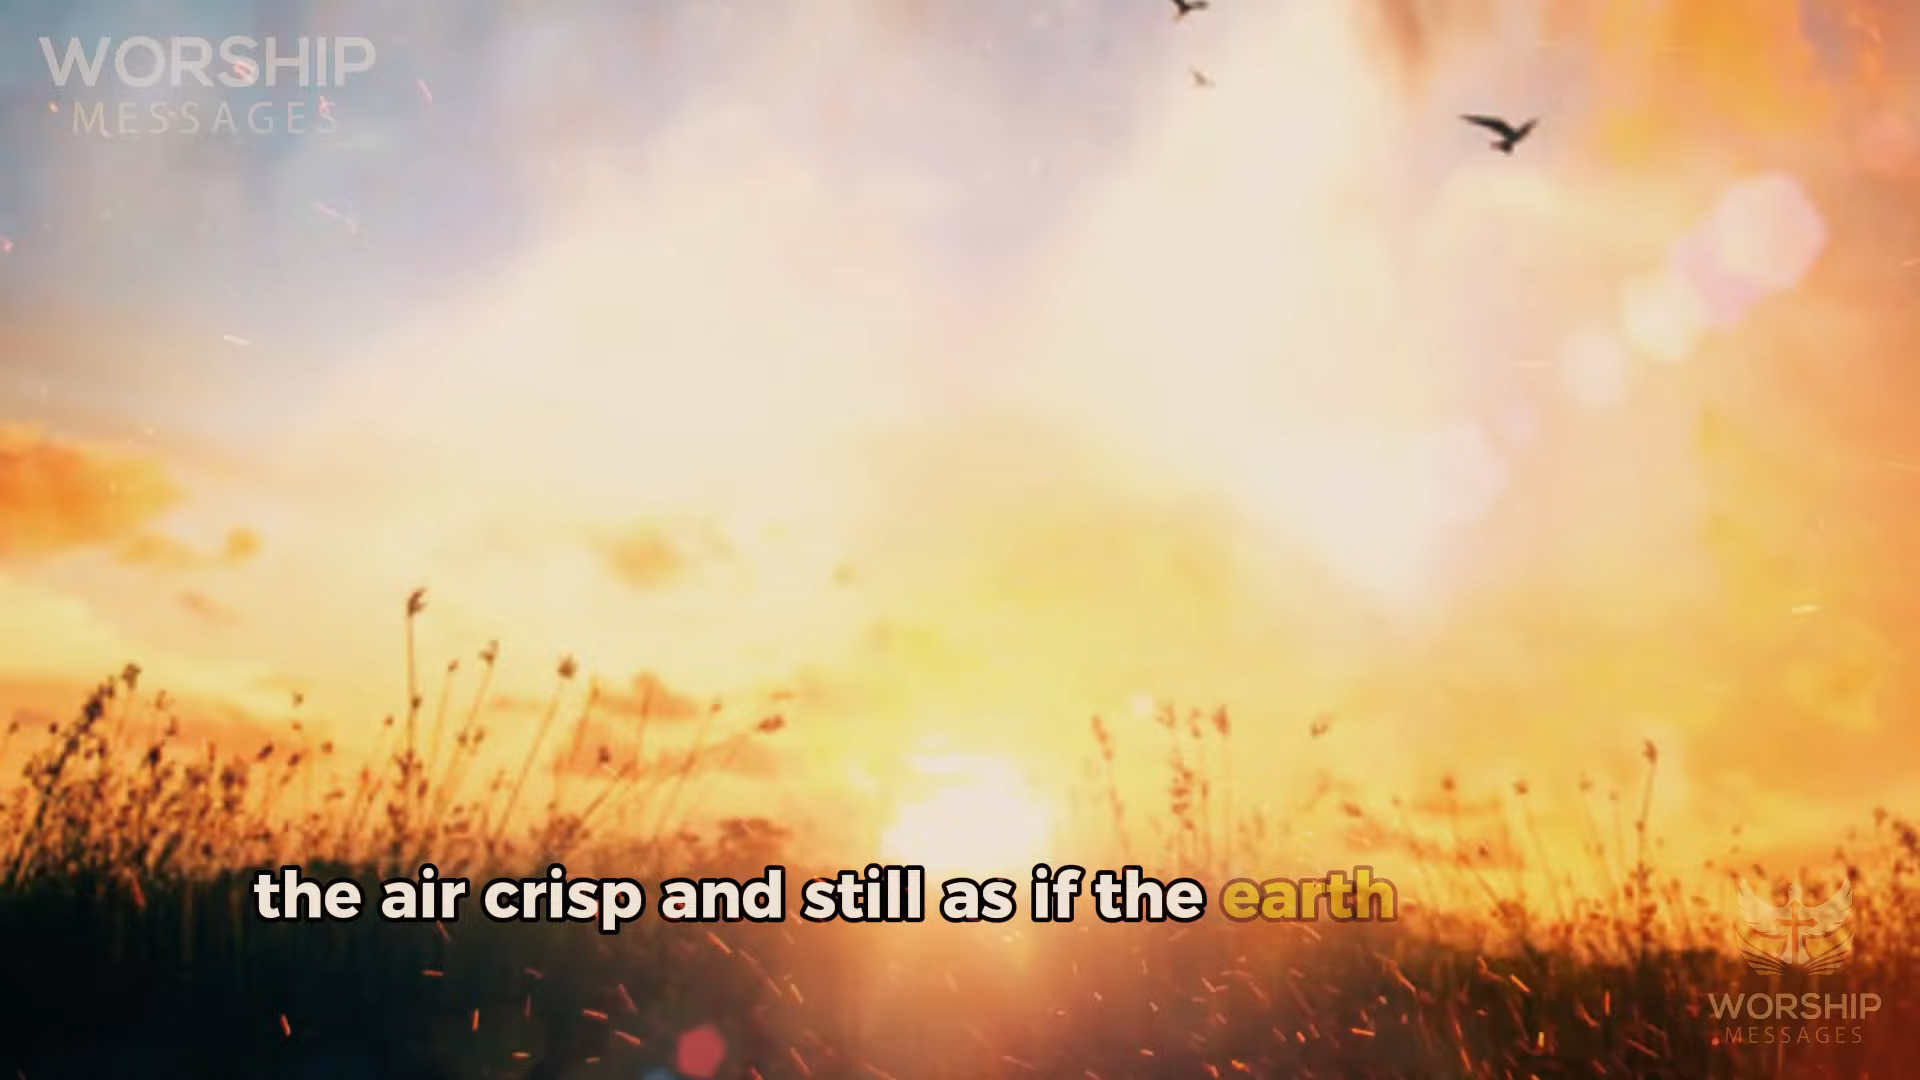 WORSHIP
MESSAGES
the air crisp and still as if the earth
WORSHIP
MESSAGES